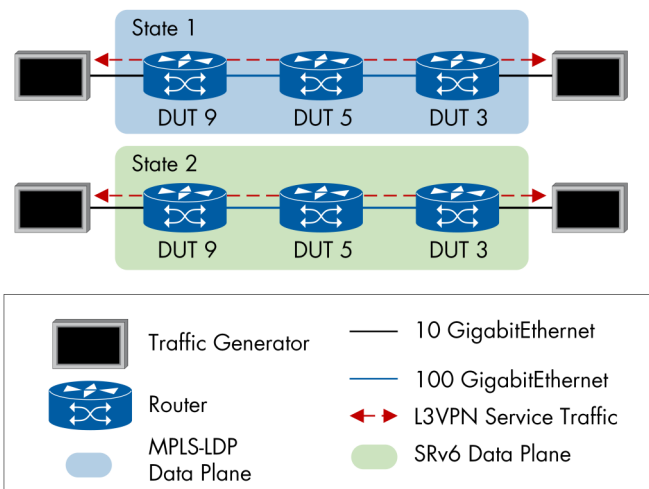 State 1
DUT 9
DUT 5
DUT 3
State 2
DUT 9
DUT 5
DUT 3
Traffic Generator
Router
MPLS-LDP
Data Plane
10 GigabitEthernet
100 GigabitEthernet
L3VPN Service Traffic
SRv6 Data Plane